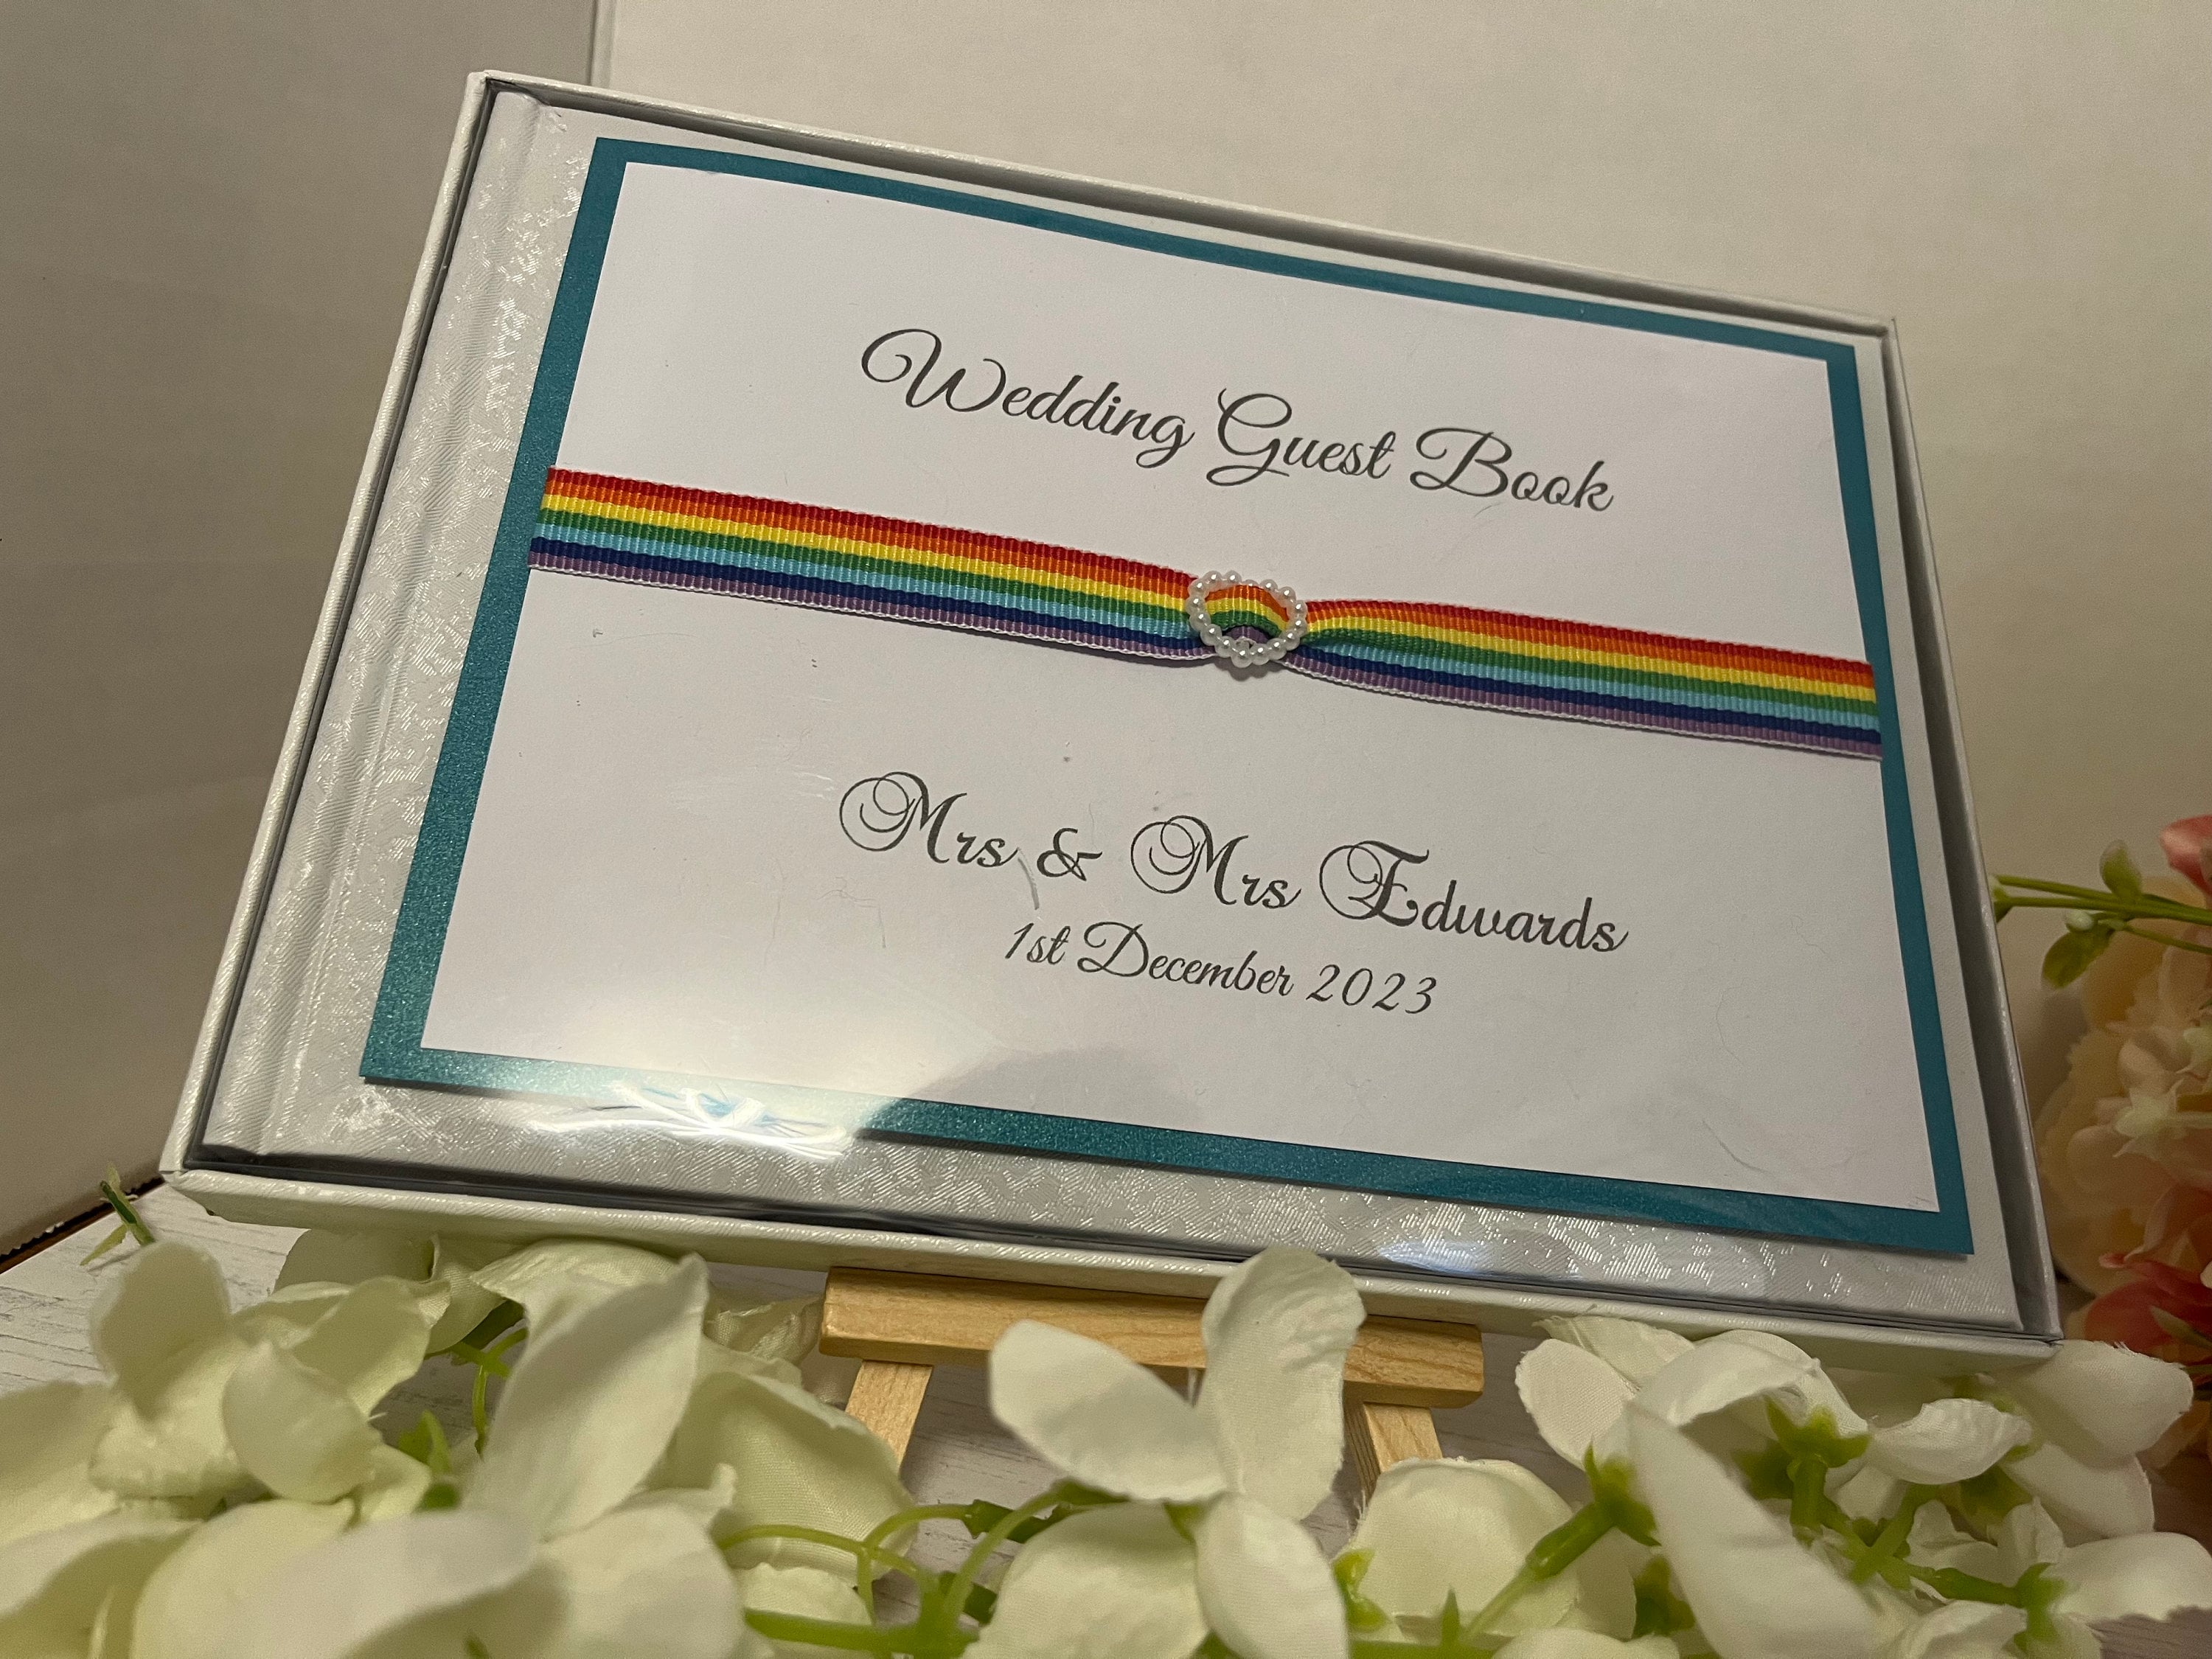 Wedding Guest Book
Mrs & Mrs Edwards
1st December 2023